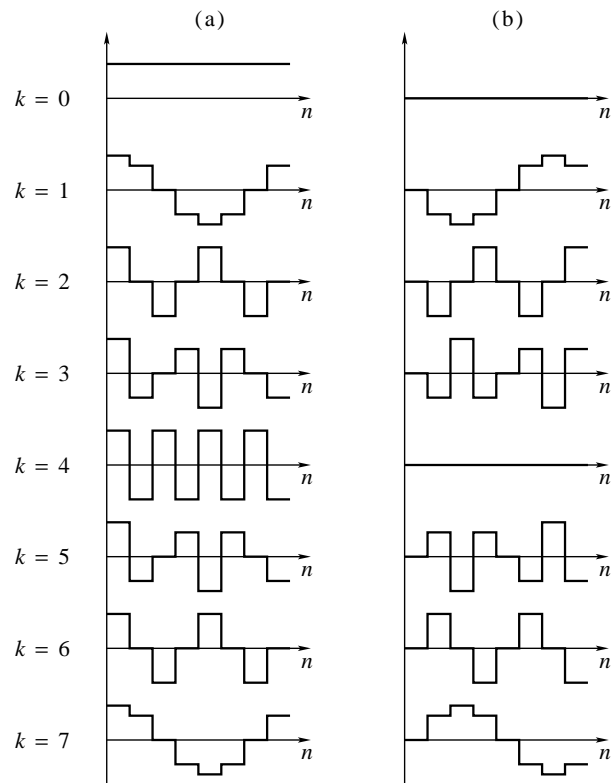 (a) (b)
k = 0 n n
k = 1 n n
k = 2 n n
k = 3 n n
k = 4 n n
k = 5 n n
k = 6 n n
k = 7 n n